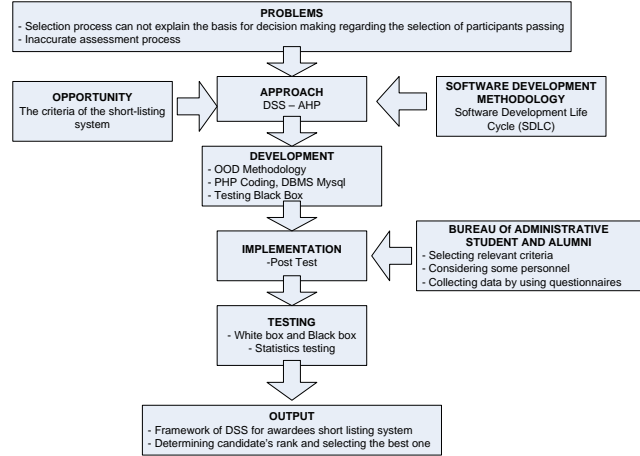 PROBLEMS
- Selection process can not explain the basis for decision making regarding the selection of participants passing
- Inaccurate assessment process
OPPORTUNITY
The criteria of the short-listing
system
APPROACH
DSS – AHP
SOFTWARE DEVELOPMENT
METHODOLOGY
Software Development Life
Cycle (SDLC)
DEVELOPMENT
- OOD Methodology
- PHP Coding, DBMS Mysql
- Testing Black Box
IMPLEMENTATION
-Post Test
BUREAU Of ADMINISTRATIVE
STUDENT AND ALUMNI
- Selecting relevant criteria
- Considering some personnel
- Collecting data by using questionnaires
TESTING
- White box and Black box
- Statistics testing
OUTPUT
- Framework of DSS for awardees short listing system
- Determining candidate's rank and selecting the best one